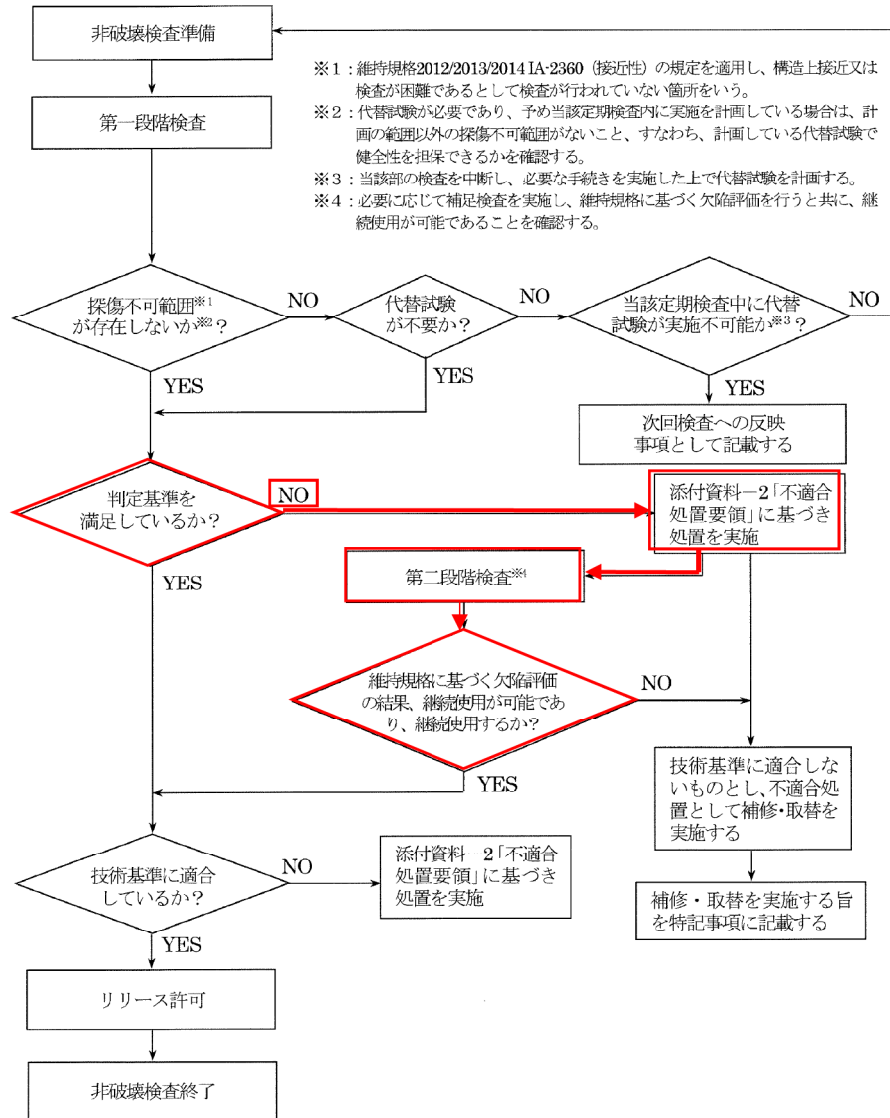 非破壊検査準備
※1：維持規格2012/2013/2014 IA-2360（接近性）の規定を適用し、構造上接近又は
検査が困難であるとして検査が行われていない箇所をいう。
※2：代替試験が必要であり、予め当該定期検査内に実施を計画している場合は、計
画の範囲以外の探傷不可範囲がないこと、すなわち、計画している代替試験で
健全性を担保できるかを確認する。
※3：当該部の検査を中断し、必要な手続きを実施した上で代替試験を計画する。
※4：必要に応じて補足検査を実施し、維持規格に基づく欠陥評価を行うと共に、継
続使用が可能であることを確認する。
第一段階検査
探傷不可範囲※1
が存在しないか※2？
NO
代替試験
が不要か？
NO
当該定期検査中に代替
試験が実施不可能か※3？
NO
YES
YES
YES
次回検査への反映
事項として記載する
判定基準を
満足しているか？
NO
添付資料－2「不適合
処置要領」に基づき
処置を実施
YES
第二段階検査※4
維持規格に基づく欠陥評価
の結果、継続使用が可能であ
り、継続使用するか？
NO
YES
技術基準に適合しな
いものとし、不適合処
置として補修・取替を
実施する
技術基準に適合
しているか？
NO
添付資料－2「不適合
処置要領」に基づき
処置を実施
補修・取替を実施する旨
を特記事項に記載する
YES
リリース許可
非破壊検査終了